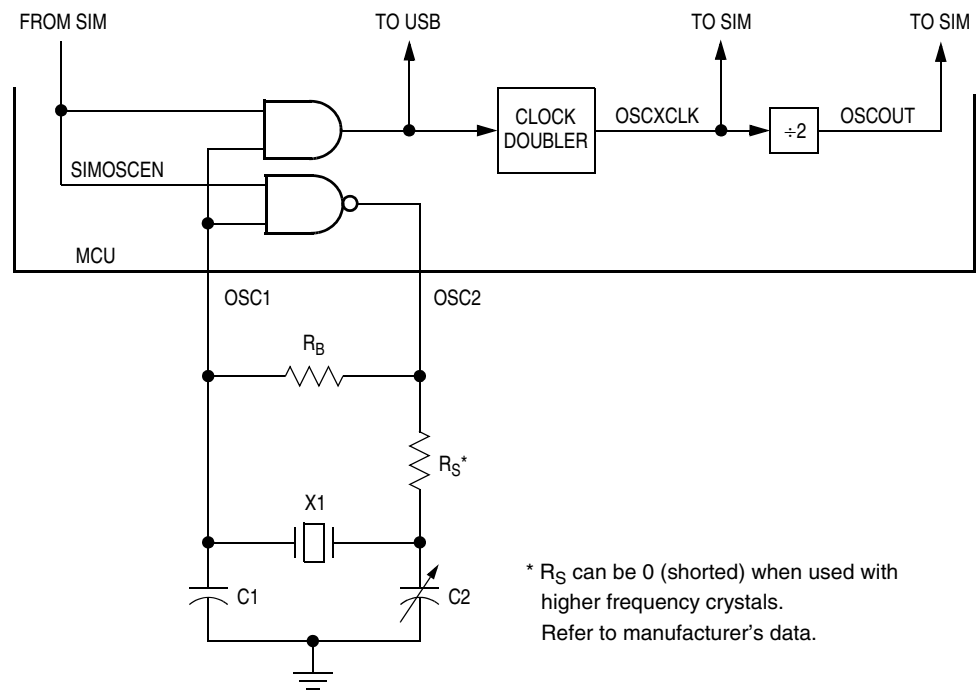 FROM SIM
TO USB
TO SIM
TO SIM
CLOCK
DOUBLER
OSCXCLK
÷2
OSCOUT
SIMOSCEN
MCU
OSC1
OSC2
RB
RS*
X1
C1
C2
* RS can be 0 (shorted) when used with
higher frequency crystals.
Refer to manufacturer's data.